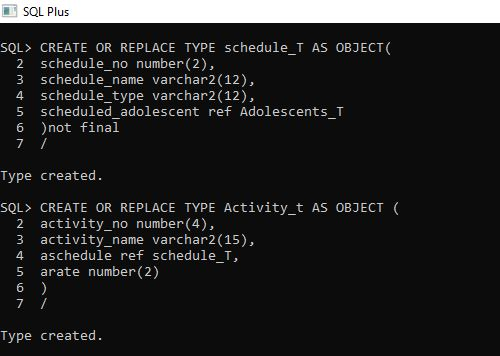 SQL Plus
SQL> CREATE OR REPLACE TYPE schedule_T AS OBJECT(
2 schedule_no number(2),
3 schedule_name varchar2(12),
4 schedule_type varchar2(12),
5 scheduled_adolescent ref Adolescents_T
6 )not final
7 /
Type created.
SQL> CREATE OR REPLACE TYPE Activity_t AS OBJECT (
2 activity_no number(4),
3 activity_name varchar2(15),
4 aschedule ref schedule_T,
5 arate number(2)
6 )
7 /
Type created.